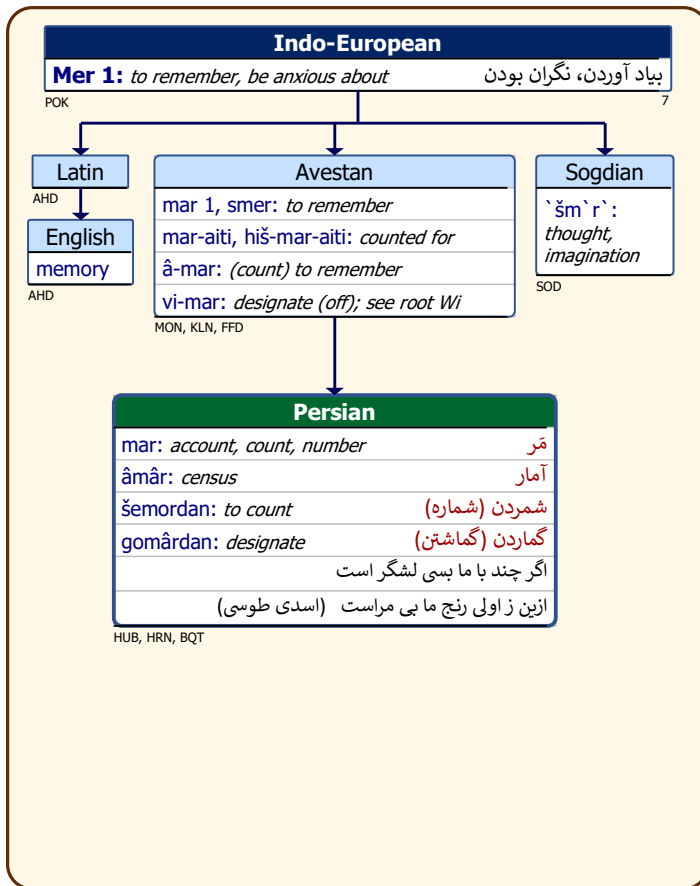 Indo-European
Mer 1: to remember, be anxious about بیاد آوردن، نگران بودن
POK 7
Latin
AHD
English
memory
AHD
Avestan
mar 1, smer: to remember
mar-aiti, hiš-mar-aiti: counted for
â-mar: (count) to remember
vi-mar: designate (off); see root Wi
MON, KLN, FFD
Sogdian
`šm`r`:
thought,
imagination
SOD
Persian
mar: account, count, number مَر
âmâr: census آمار
šemordan: to count شمردن (شماره)
gomârdan: designate گماردن (گماشتن)
اگر چند با ما بسی لشگر است
ازین ز اولی رنج ما بی مراست (اسدی طوسی)
HUB, HRN, BQT